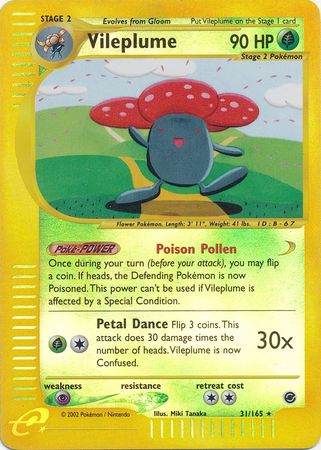 STAGE 2
Evolves from Gloom
Put Vileplume on the Stage 1 card
Vileplume
90 HP
Stage 2 Pokémon
Flower Pokémon. Length: 3' 11", Weight: 41 lbs. ID:B-67
Poké-POWER
Poison Pollen
Once during your turn (before your attack), you may flip
a coin. If heads, the Defending Pokémon is now
Poisoned. This power can't be used if Vileplume is
affected by a Special Condition.
Petal Dance Flip 3 coins. This
attack does 30 damage times the
number of heads. Vileplume is now
Confused.
30x
weakness
resistance
retreat cost
e
© 2002 Pokémon / Nintendo
Illus. Miki Tanaka
31/165 ★